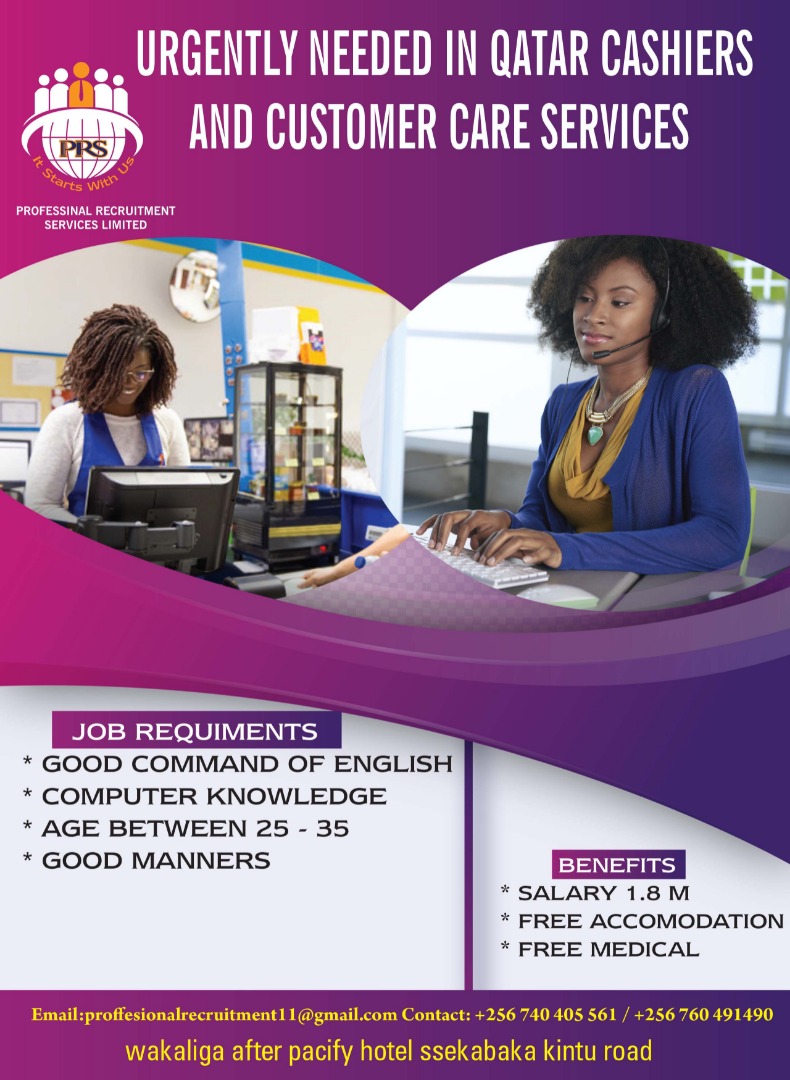 URGENTLY NEEDED IN QATAR CASHIERS
AND CUSTOMER CARE SERVICES
PRS
It Starts With Us
PROFESSINAL RECRUITMENT
SERVICES LIMITED
JOB REQUIMENTS
* GOOD COMMAND OF ENGLISH
* COMPUTER KNOWLEDGE
* AGE BETWEEN 25 - 35
* GOOD MANNERS
BENEFITS
* SALARY 1.8 M
* FREE ACCOMODATION
* FREE MEDICAL
Email:proffesionalrecruitment11@gmail.com Contact: +256 740 405 561 / +256 760 491490
wakaliga after pacify hotel ssekabaka kintu road